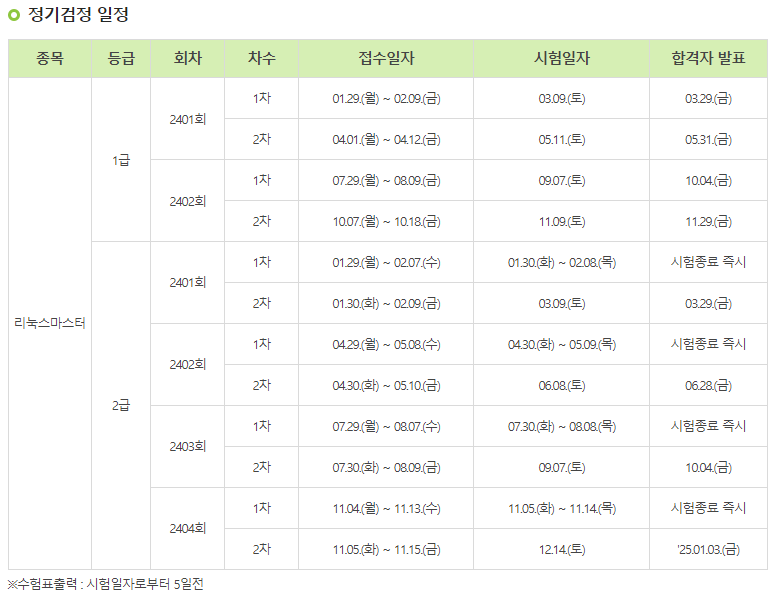 정기검정 일정
종목 등급 회차 차수 접수일자 시험일자 합격자 발표
리눅스마스터 1급 2401회 1차 01.29.(월) ~ 02.09.(금) 03.09.(토) 03.29.(금)
2차 04.01.(월) ~ 04.12.(금) 05.11.(토) 05.31.(금)
2402회 1차 07.29.(월) ~ 08.09.(금) 09.07.(토) 10.04.(금)
2차 10.07.(월) ~ 10.18.(금) 11.09.(토) 11.29.(금)
2급 2401회 1차 01.29.(월) ~ 02.07.(수) 01.30.(화) ~ 02.08.(목) 시험종료 즉시
2차 01.30.(화) ~ 02.09.(금) 03.09.(토) 03.29.(금)
2402회 1차 04.29.(월) ~ 05.08.(수) 04.30.(화) ~ 05.09.(목) 시험종료 즉시
2차 04.30.(화) ~ 05.10.(금) 06.08.(토) 06.28.(금)
2403회 1차 07.29.(월) ~ 08.07.(수) 07.30.(화) ~ 08.08.(목) 시험종료 즉시
2차 07.30.(화) ~ 08.09.(금) 09.07.(토) 10.04.(금)
2404회 1차 11.04.(월) ~ 11.13.(수) 11.05.(화) ~ 11.14.(목) 시험종료 즉시
2차 11.05.(화) ~ 11.15.(금) 12.14.(토) '25.01.03.(금)
※수험표출력 : 시험일자로부터 5일전